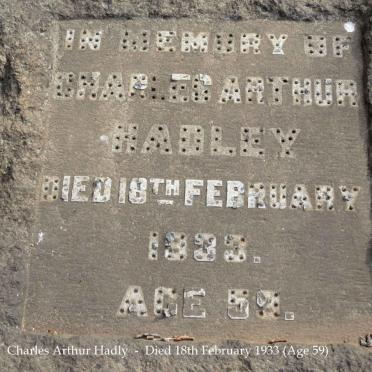 IN MEMORY OF
CHARLES ARTHUR
HADLEY
DIED 18TH FEBRUARY
1933.
AGE 59.
Charles Arthur Hadly - Died 18th February 1933 (Age 59)